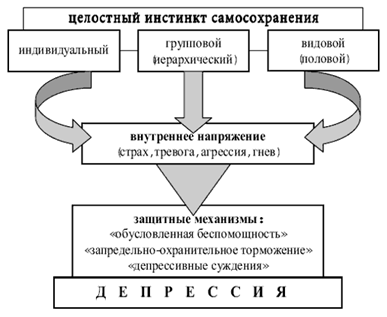 целостный инстинкт самосохранения
индивидуальный
групповой
(иерархический)
видовой
(половой)
внутреннее напряжение
(страх, тревога, агрессия, гнев)
защитные механизмы:
«обусловленная беспомощность»
«запредельно-охранительное торможение»
«депрессивные суждения»
ДЕПРЕССИЯ